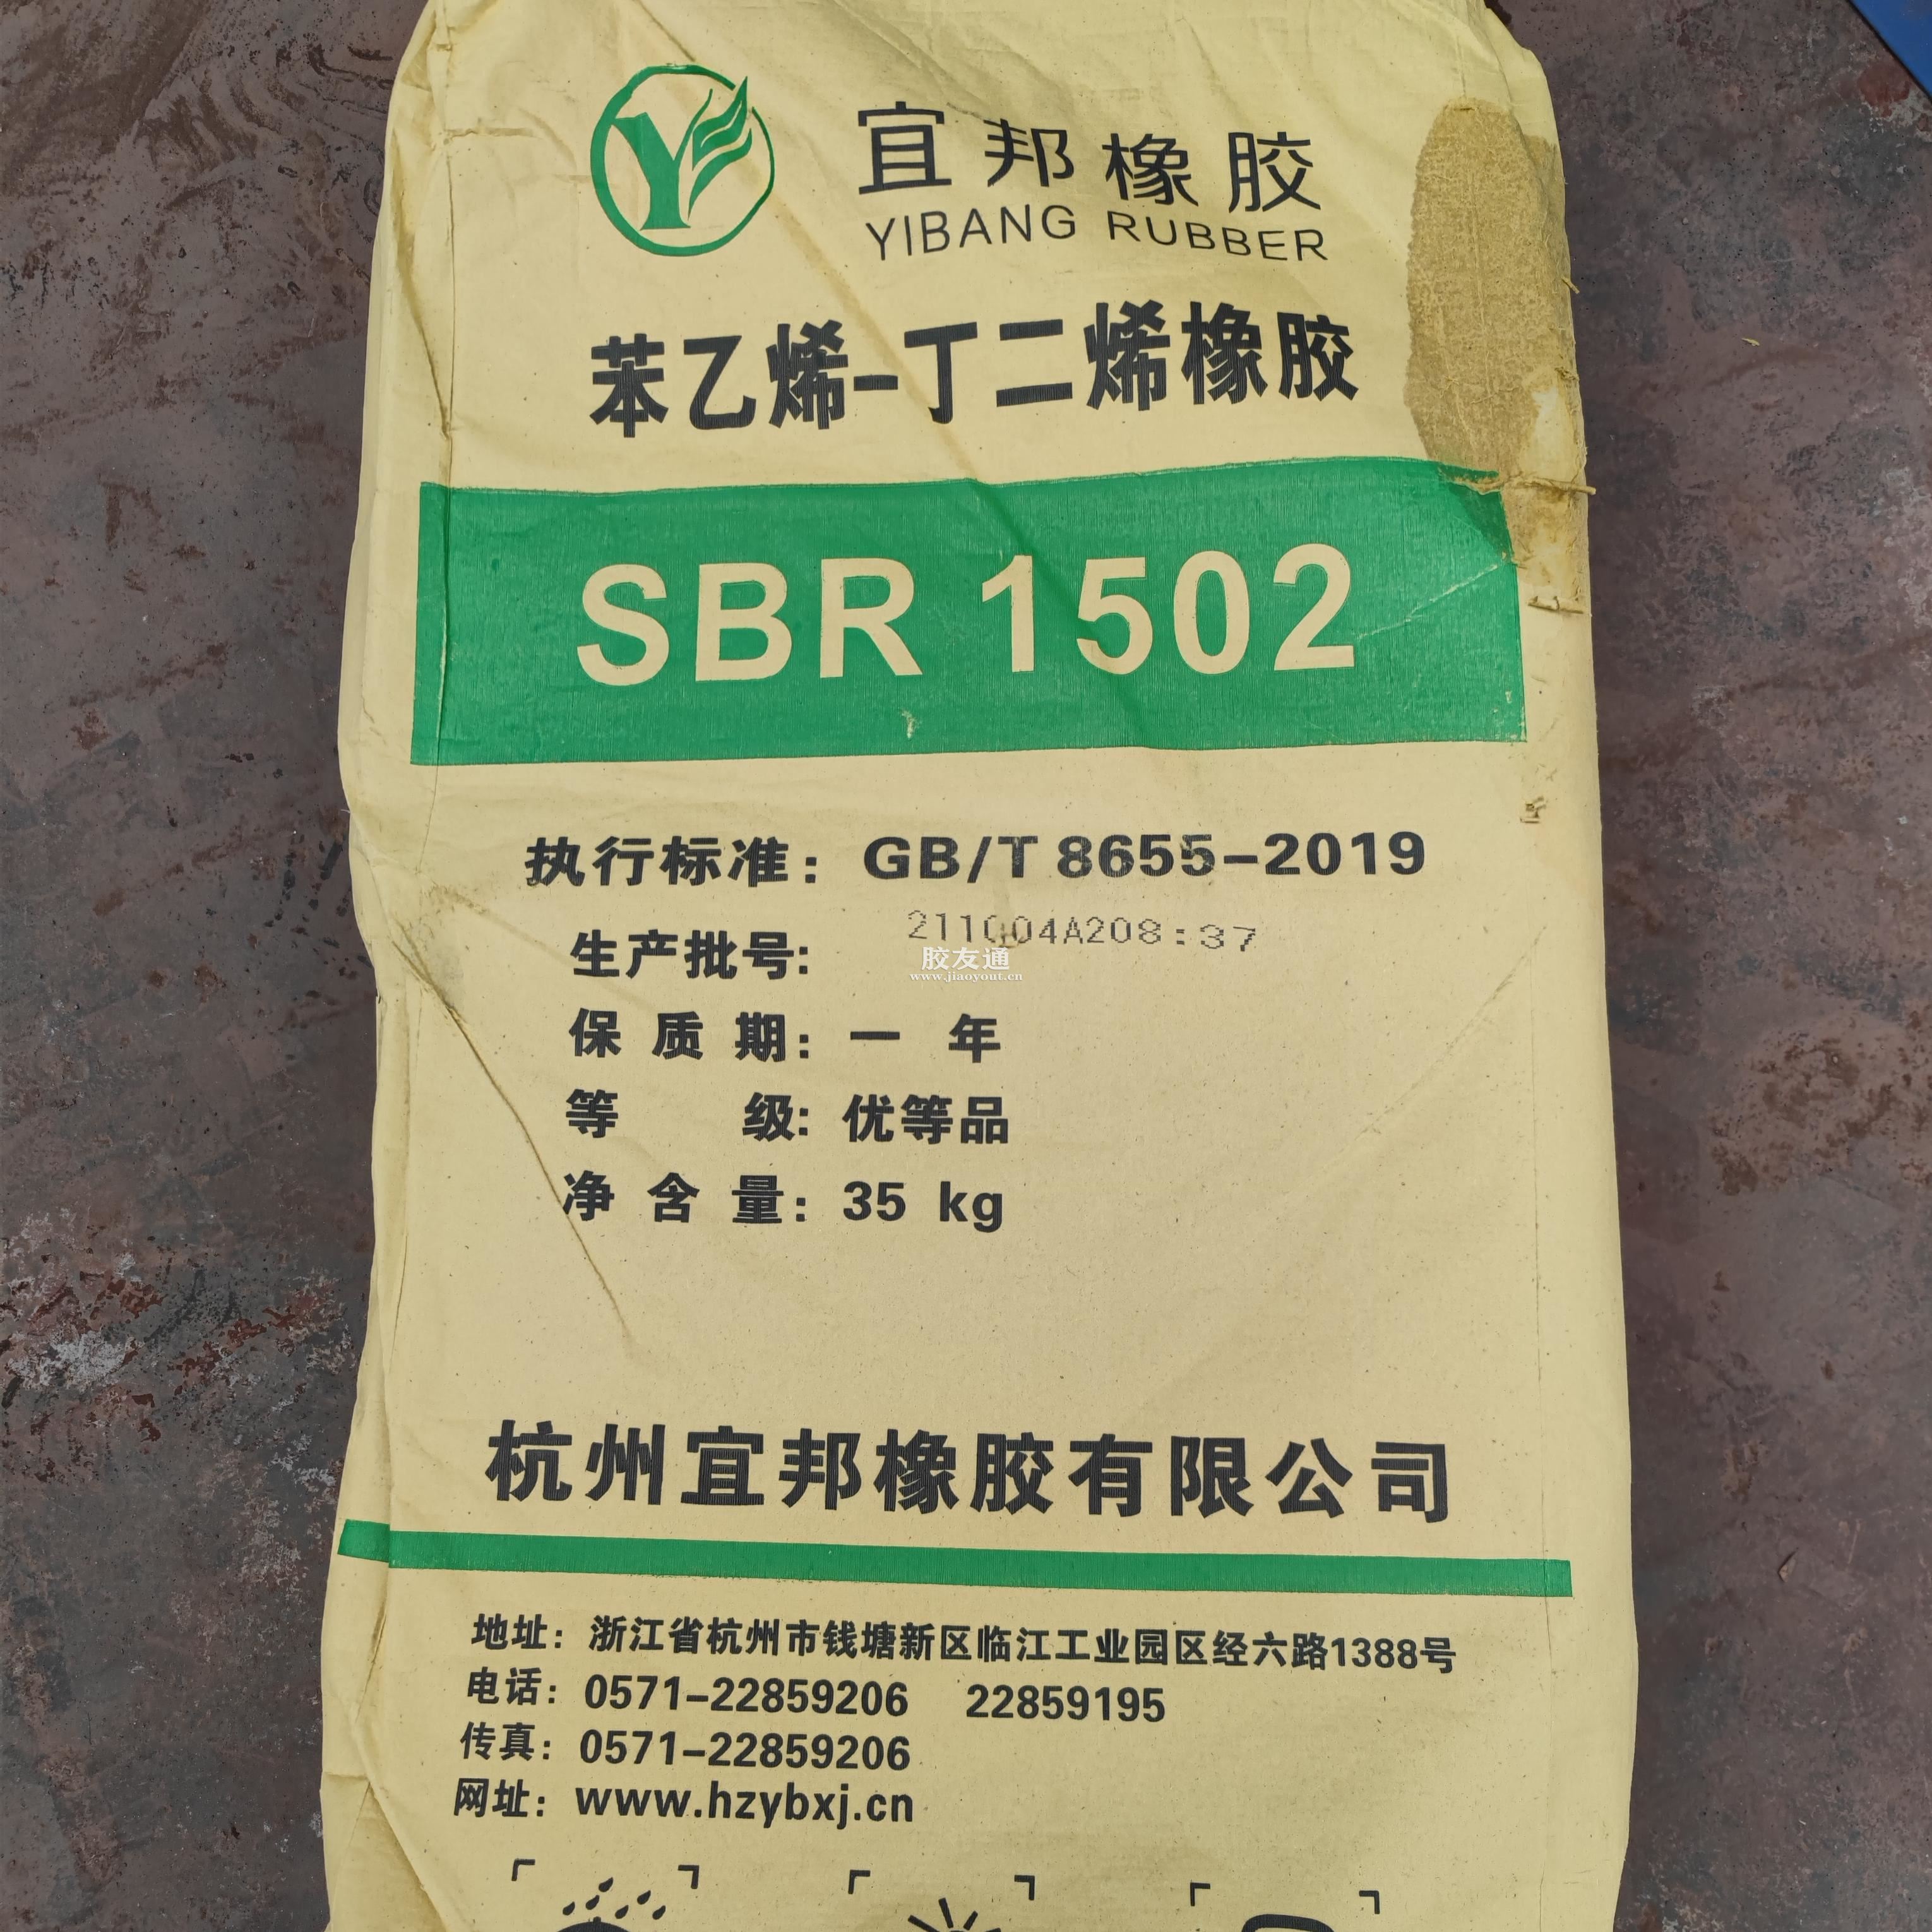 宜邦橡胶
YIBANG RUBBER
苯乙烯-丁二烯橡胶
SBR 1502
执行标准：GB/T 8655-2019
生产批号: 211004A208:37
胶友通
www.jiaoyout.cn
保质期：一年
等级：优等品
净含量：35 kg
杭州宜邦橡胶有限公司
地址：浙江省杭州市钱塘新区临江工业园区经六路1388号
电话：0571-22859206 22859195
传真：0571-22859206
网址：www.hzybxj.cn